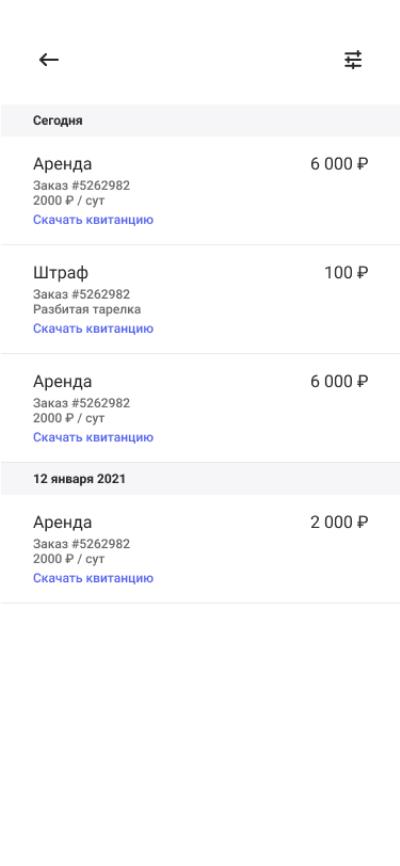 Сегодня
Аренда 6 000 ₽
Заказ #5262982
2000 ₽ / сут
Скачать квитанцию
Штраф 100 ₽
Заказ #5262982
Разбитая тарелка
Скачать квитанцию
Аренда 6 000 ₽
Заказ #5262982
2000 ₽ / сут
Скачать квитанцию
12 января 2021
Аренда 2 000 ₽
Заказ #5262982
2000 ₽ / сут
Скачать квитанцию